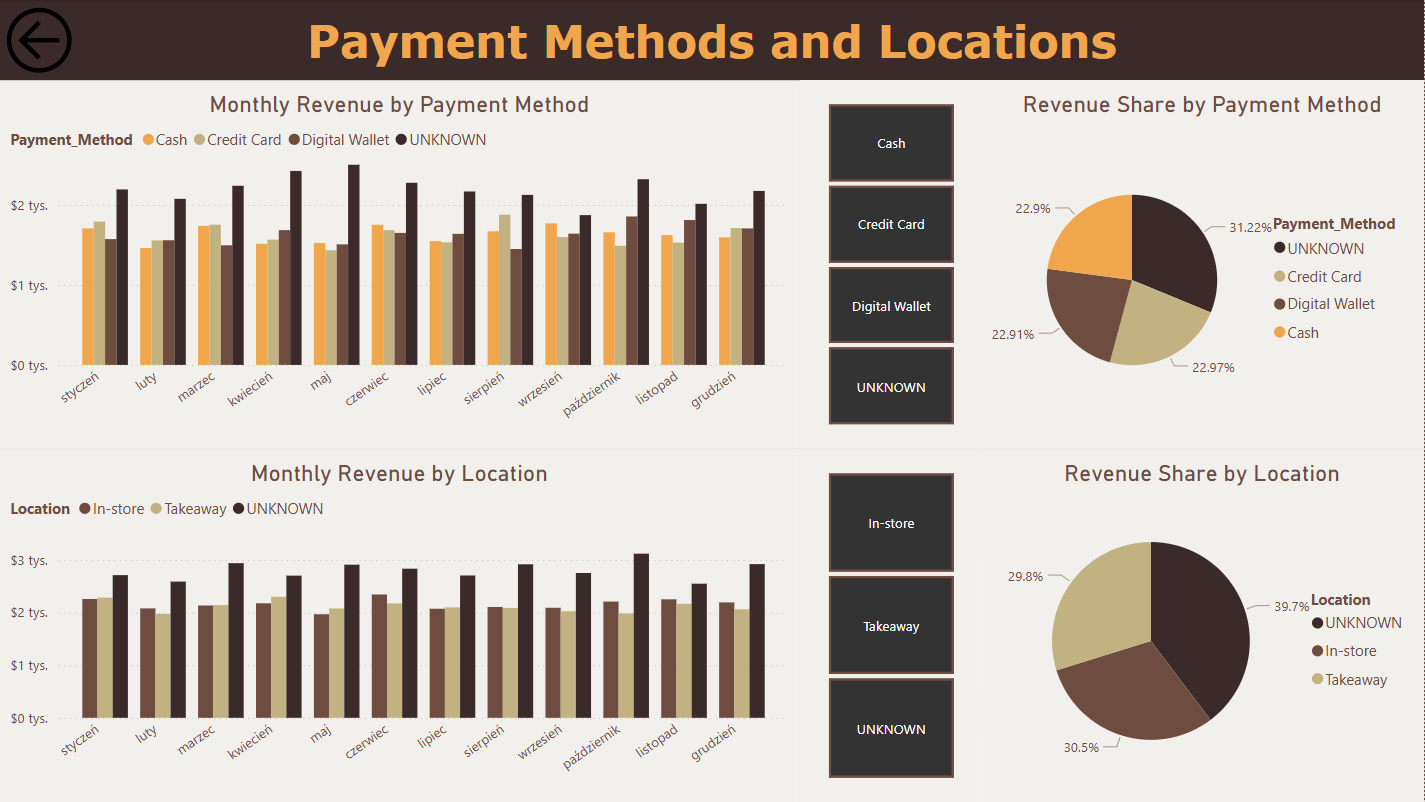 Payment Methods and Locations
Monthly Revenue by Payment Method
Payment_Method Cash Credit Card Digital Wallet UNKNOWN
$2 tys.
$1 tys.
$0 tys.
styczeń luty marzec kwiecień maj czerwiec lipiec sierpień wrzesień październik listopad grudzień
Cash
Credit Card
Digital Wallet
UNKNOWN
Revenue Share by Payment Method
22.9%
31.22%
22.91%
22.97%
Payment_Method
UNKNOWN
Credit Card
Digital Wallet
Cash
Monthly Revenue by Location
Location In-store Takeaway UNKNOWN
$3 tys.
$2 tys.
$1 tys.
$0 tys.
styczeń luty marzec kwiecień maj czerwiec lipiec sierpień wrzesień październik listopad grudzień
In-store
Takeaway
UNKNOWN
Revenue Share by Location
29.8%
39.7%
30.5%
Location
UNKNOWN
In-store
Takeaway